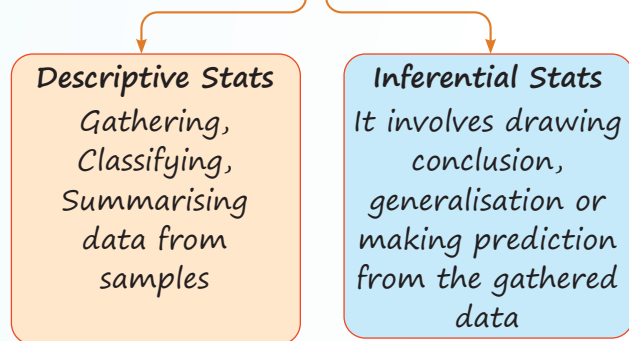 Descriptive Stats
Gathering,
Classifying,
Summarising
data from
samples
Inferential Stats
It involves drawing
conclusion,
generalisation or
making prediction
from the gathered
data